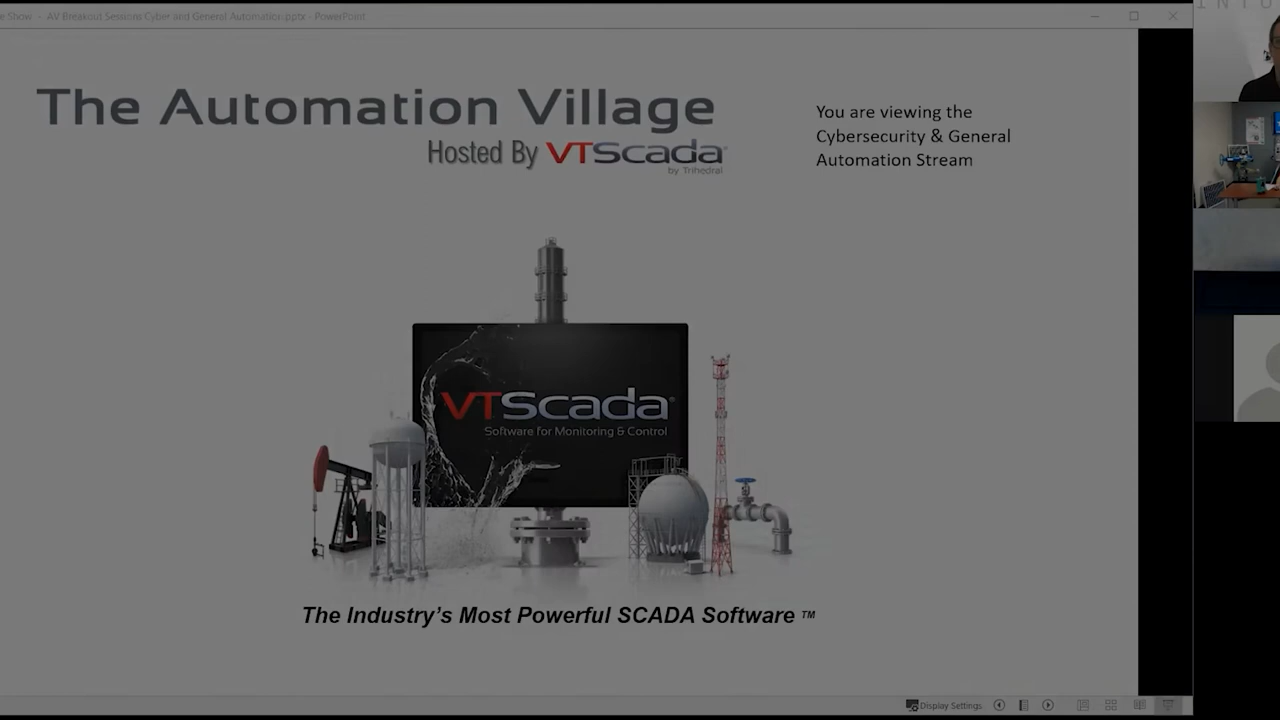 e Show - AV Breakout Sessions Cyber and General Automation.pptx - PowerPoint
INTO
The Automation Village
Hosted By VTScada
by Trihedral
You are viewing the
Cybersecurity & General
Automation Stream
VTScada
Software for Monitoring & Control
The Industry's Most Powerful SCADA Software TM
Display Settings